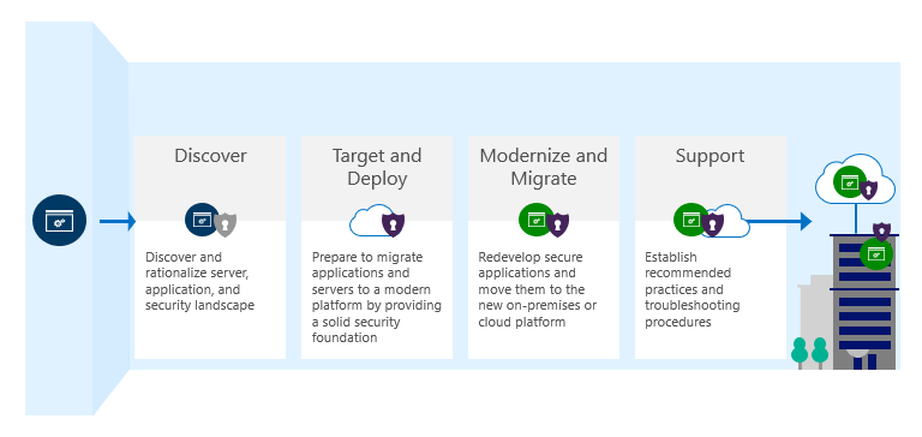 Discover
Discover and
rationalize server,
application, and
security landscape
Target and
Deploy
Prepare to migrate
applications and
servers to a modern
platform by providing
a solid security
foundation
Modernize and
Migrate
Redevelop secure
applications and
move them to the
new on-premises or
cloud platform
Support
Establish
recommended
practices and
troubleshooting
procedures